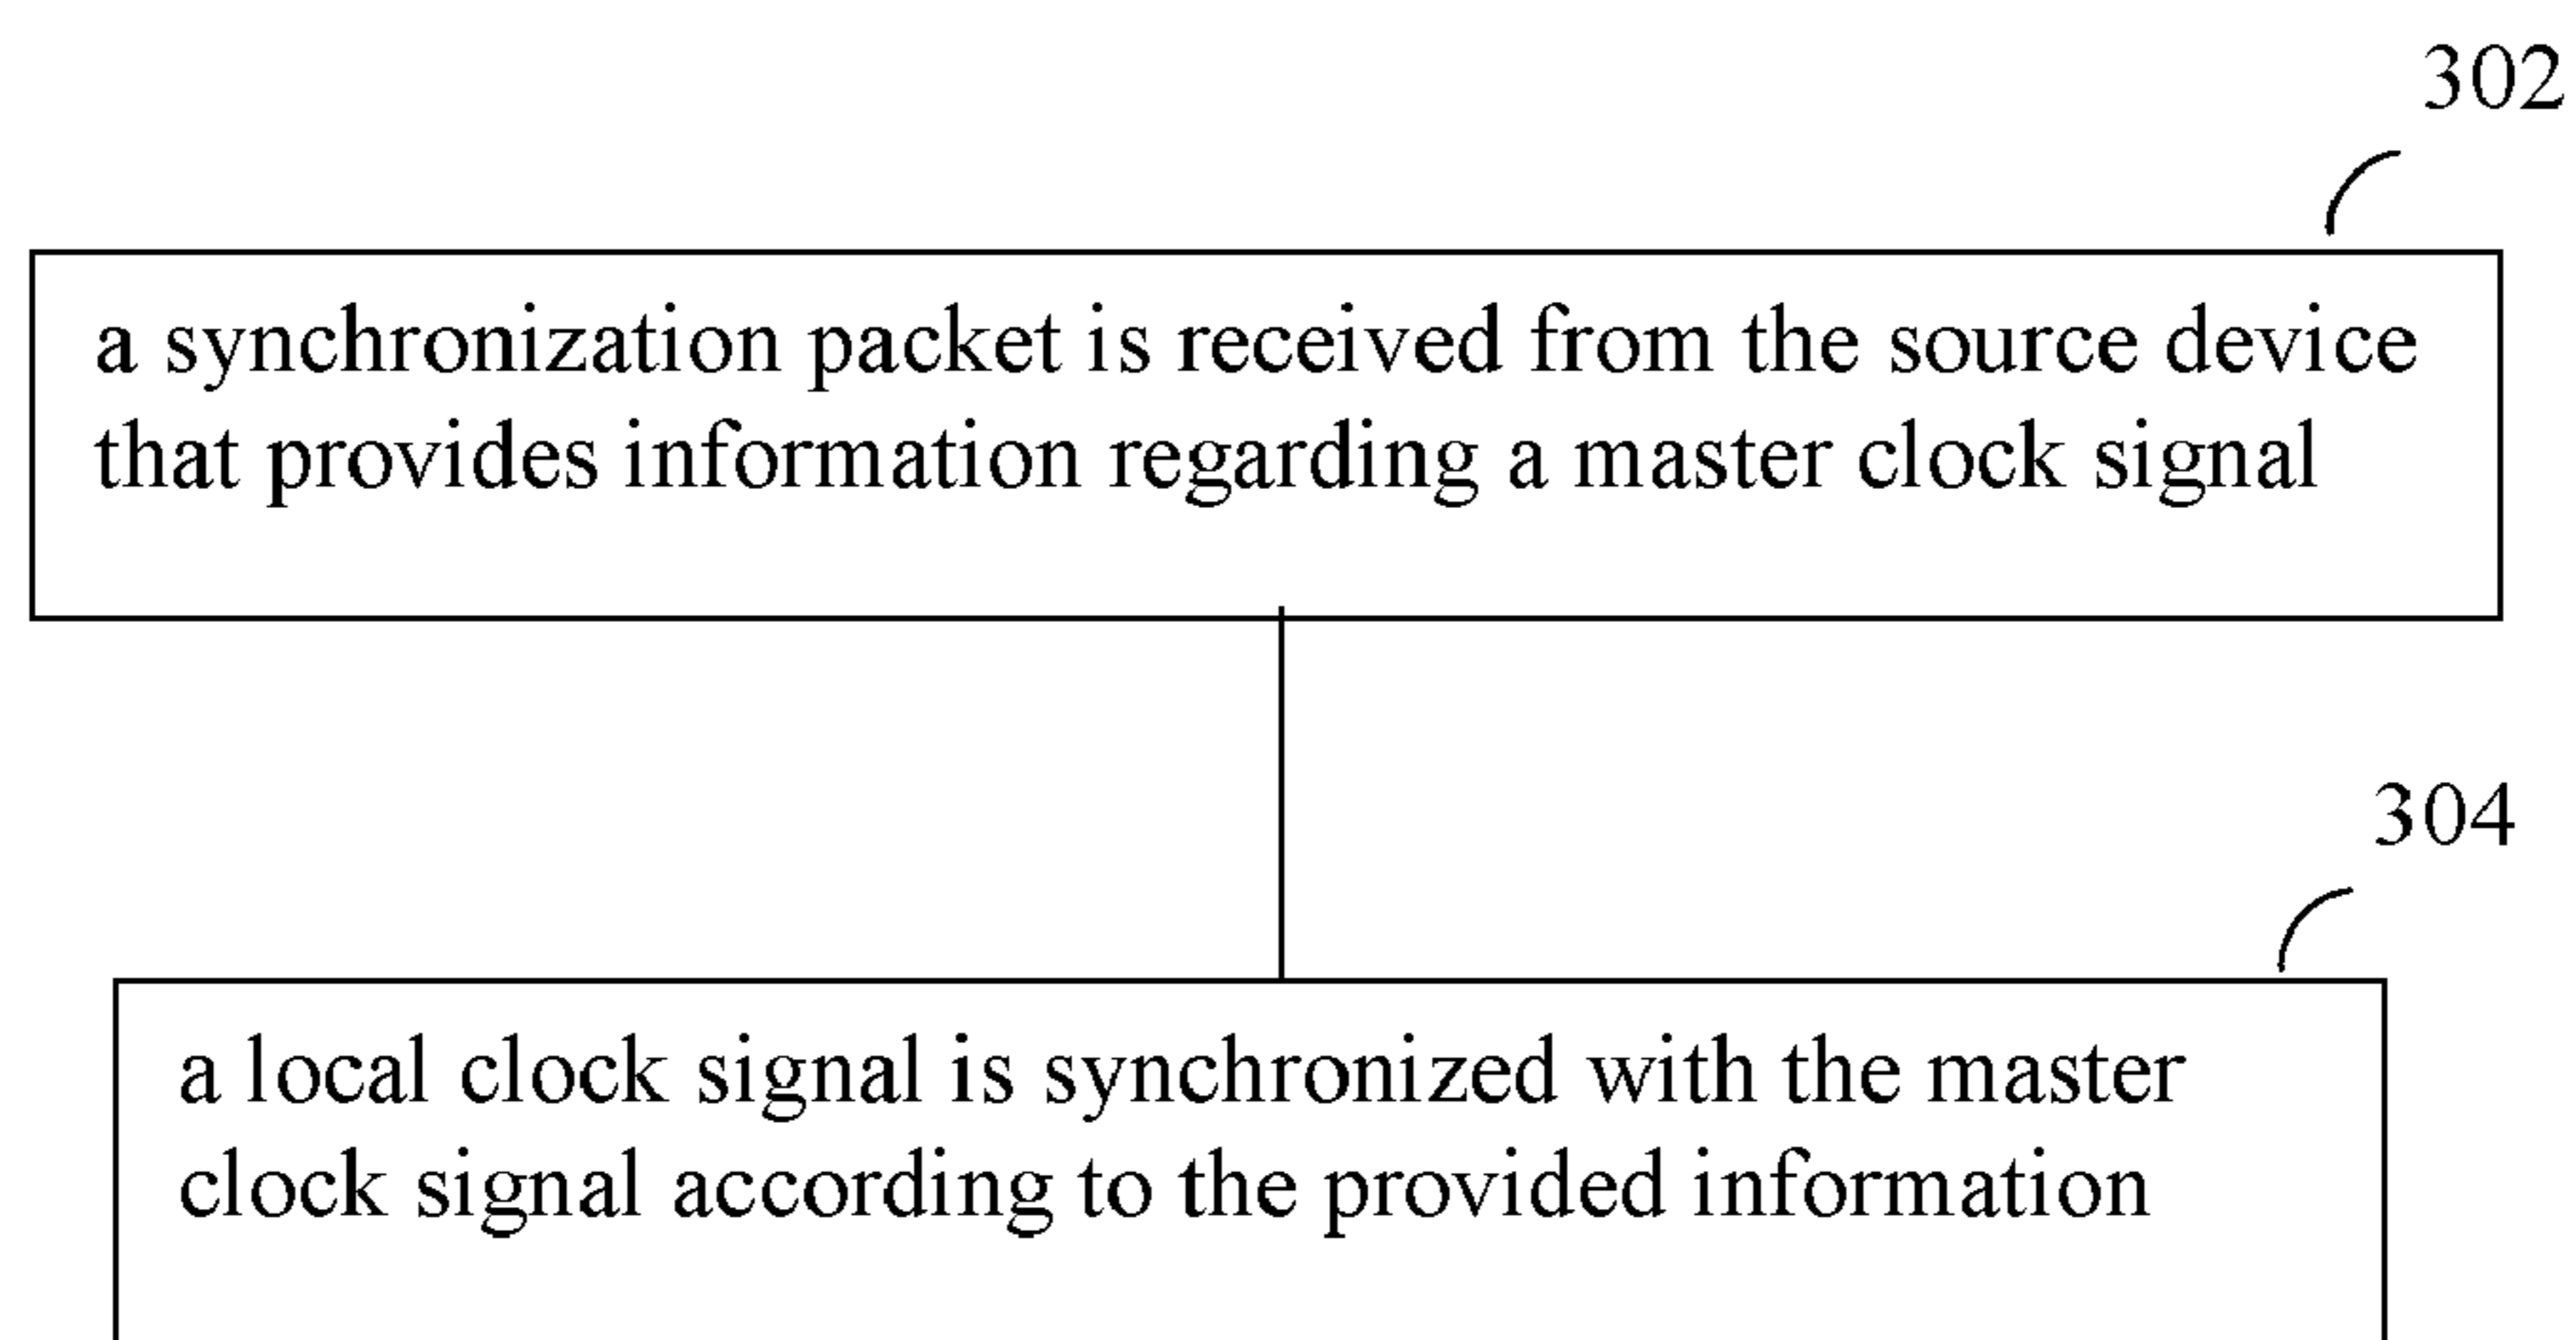 302
a synchronization packet is received from the source device
that provides information regarding a master clock signal
304
a local clock signal is synchronized with the master
clock signal according to the provided information